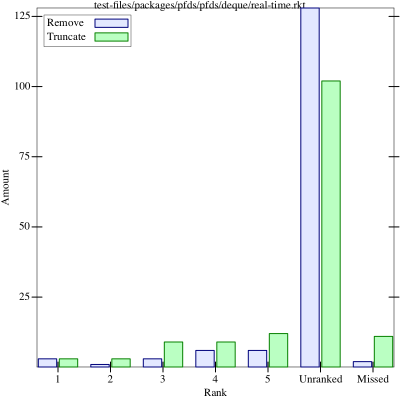 test-files/packages/pfds/pfds/deque/real-time.rkt
Remove
Truncate
125
100
75
50
25
Amount
1 2 3 4 5 Unranked Missed
Rank